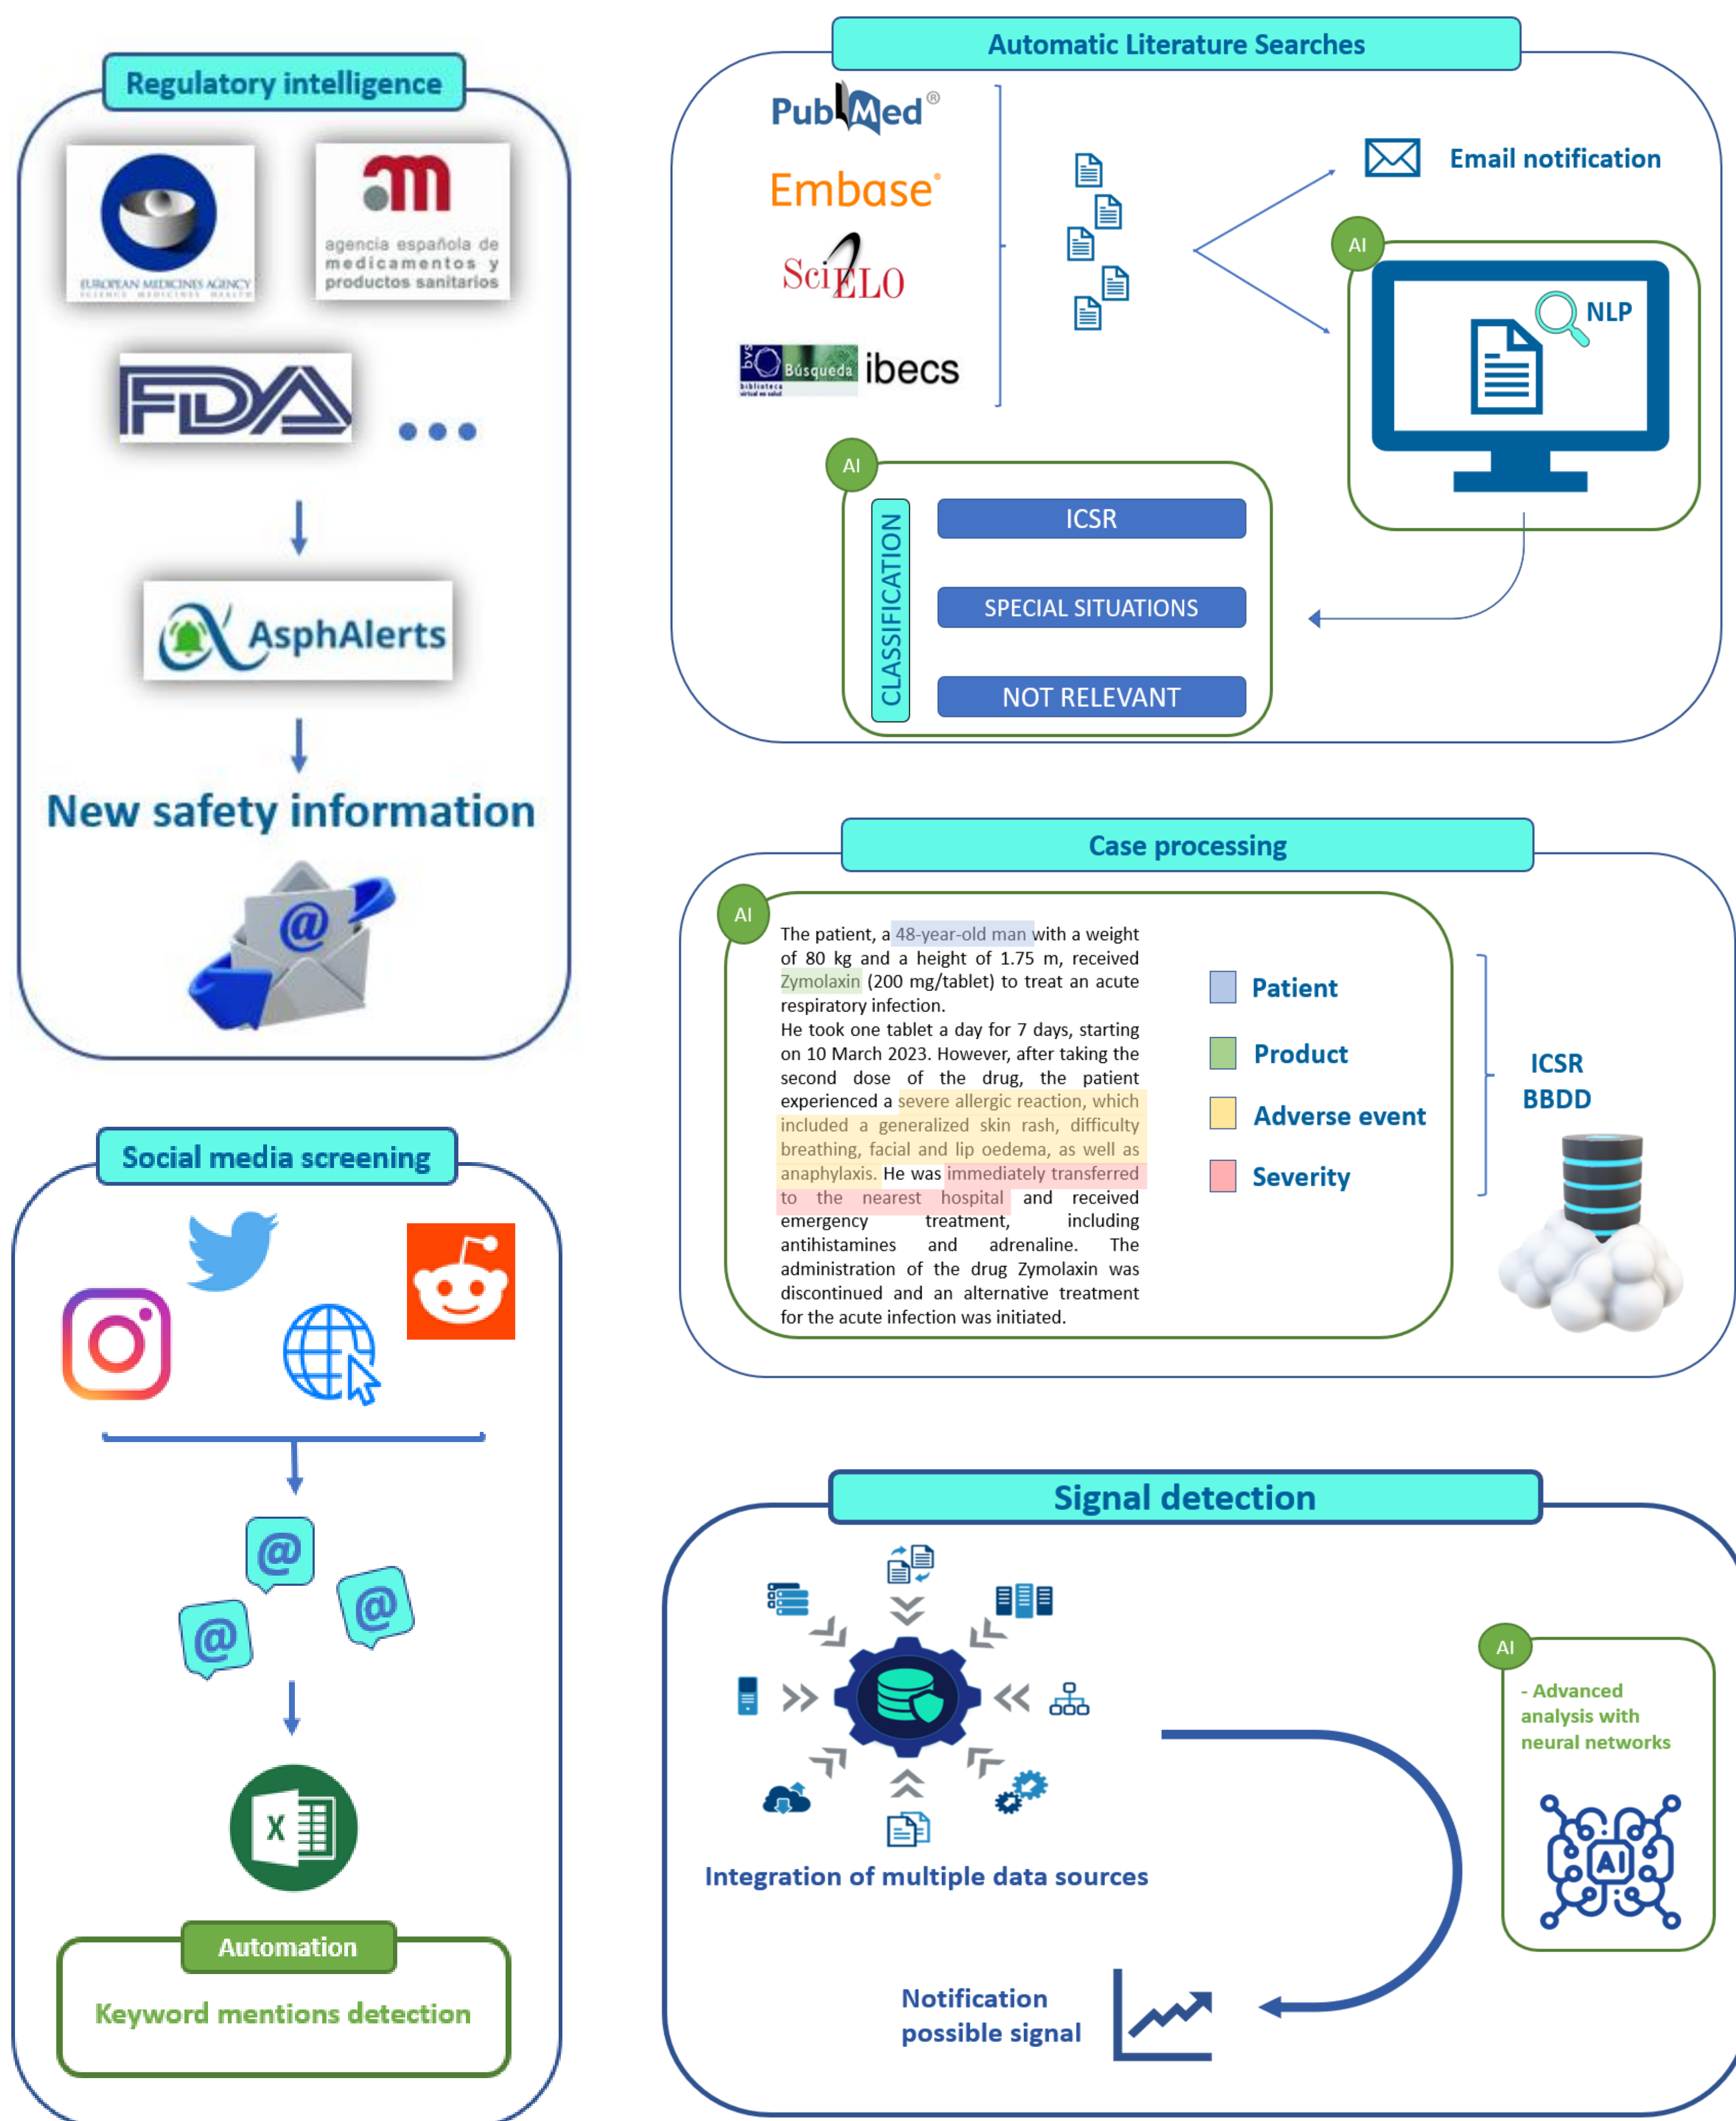 Regulatory intelligence
EUROPEAN MEDICINES AGENCY
SCIENCE MEDICINES HEALTH
am
agencia española de
medicamentos y
productos sanitarios
FDA
AsphAlerts
New safety information
@
Social media screening
@
@
@
X
Automation
Keyword mentions detection
Automatic Literature Searches
PubMed®
Embase®
SciELO
bvs
biblioteca
virtual en salud
Búsqueda
ibecs
Email notification
AI
NLP
AI
CLASSIFICATION
ICSR
SPECIAL SITUATIONS
NOT RELEVANT
Case processing
AI
The patient, a 48-year-old man with a weight
of 80 kg and a height of 1.75 m, received
Zymolaxin (200 mg/tablet) to treat an acute
respiratory infection.
He took one tablet a day for 7 days, starting
on 10 March 2023. However, after taking the
second dose of the drug, the patient
experienced a severe allergic reaction, which
included a generalized skin rash, difficulty
breathing, facial and lip oedema, as well as
anaphylaxis. He was immediately transferred
to the nearest hospital and received
emergency treatment, including
antihistamines and adrenaline. The
administration of the drug Zymolaxin was
discontinued and an alternative treatment
for the acute infection was initiated.
Patient
Product
Adverse event
Severity
ICSR
BBDD
Signal detection
Integration of multiple data sources
AI
- Advanced
analysis with
neural networks
AI
Notification
possible signal